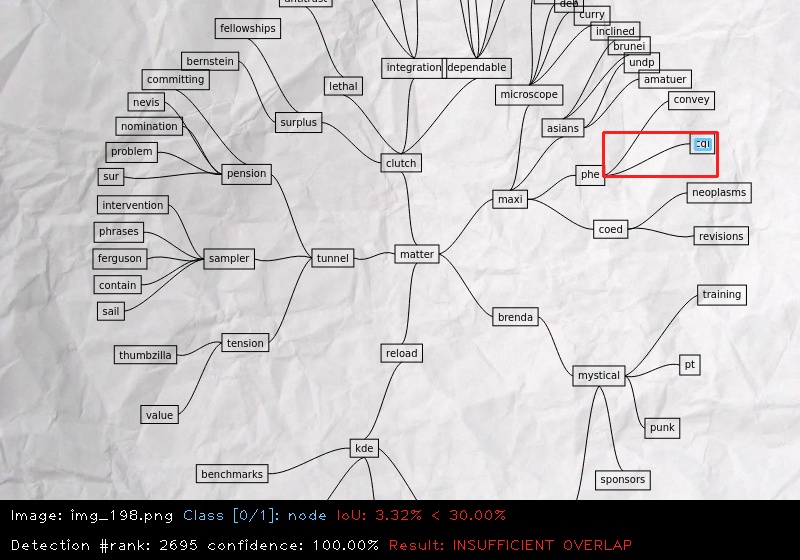 curry
fellowships
inclined
brunei
bernstein
undp
integration
dependable
committing
amatuer
lethal
microscope
nevis
convey
surplus
nomination
asians
problem
clutch
sur
pension
phe
neoplasms
maxi
intervention
phrases
coed
revisions
matter
ferguson
sampler
tunnel
contain
training
sail
brenda
tension
reload
thumbzilla
pt
mystical
value
punk
kde
benchmarks
sponsors
Image: img_198.png Class [0/1]: node IoU: 3.32% < 30.00%
Detection #rank: 2695 confidence: 100.00% Result: INSUFFICIENT OVERLAP